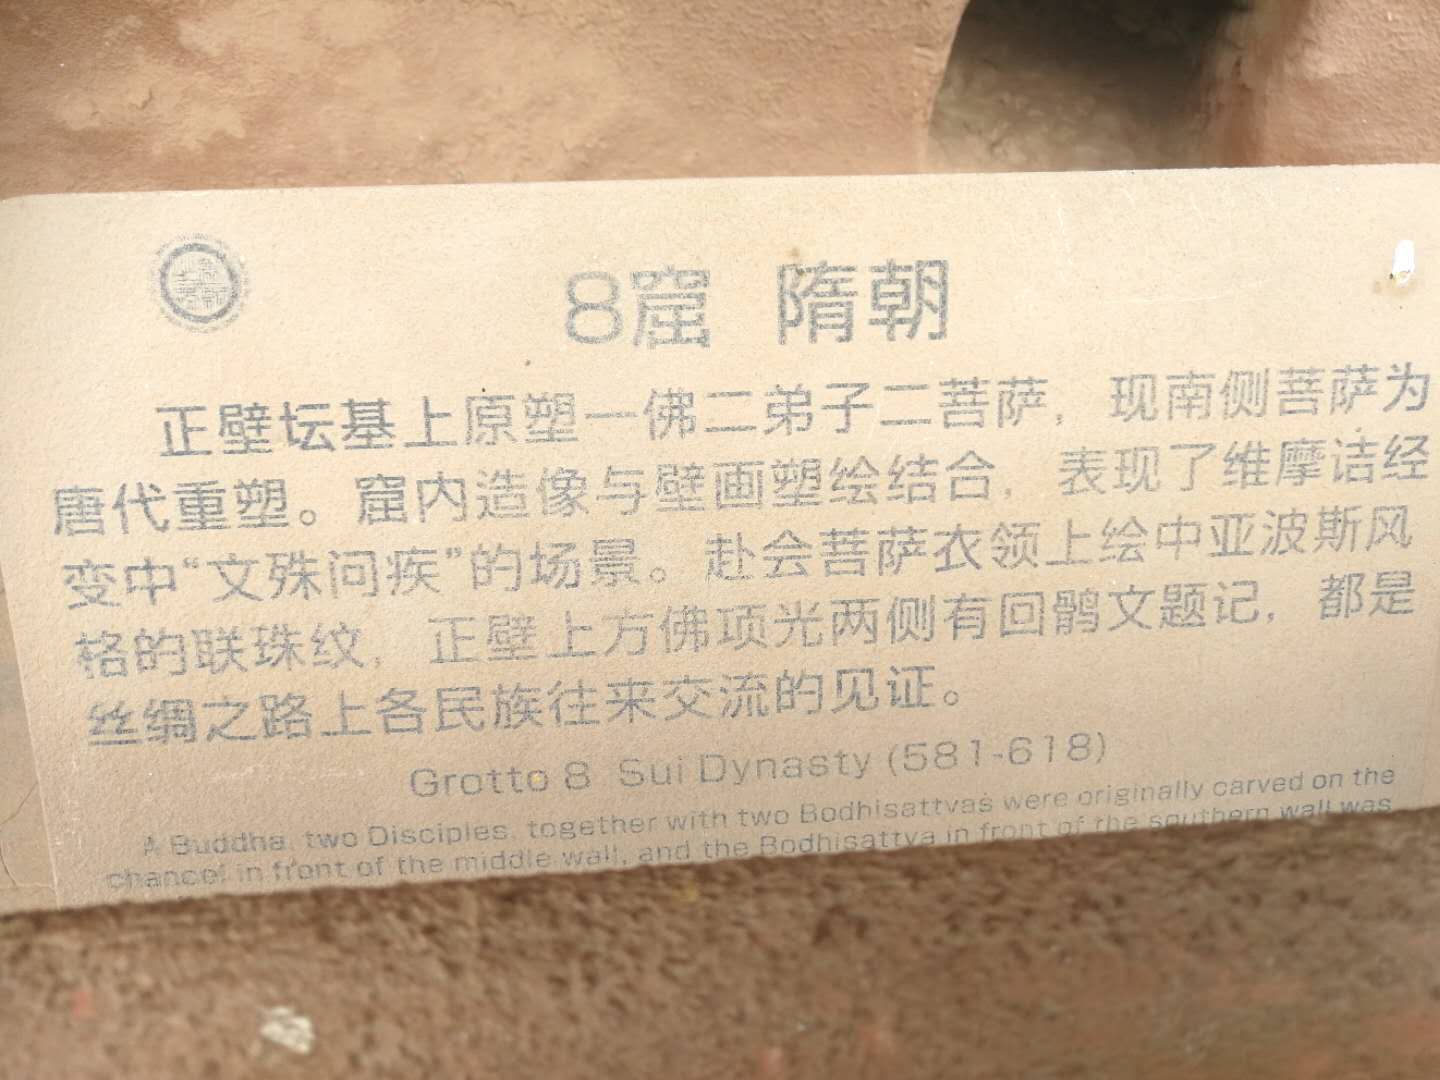 8窟 隋朝
正壁坛基上原塑一佛二弟子二菩萨，现南侧菩萨为
唐代重塑。窟内造像与壁画塑绘结合，表现了维摩诘经
变中“文殊问疾”的场景。赴会菩萨衣领上绘中亚波斯风
格的联珠纹，正壁上方佛项光两侧有回鹘文题记，都是
丝绸之路上各民族往来交流的见证。
Grotto 8 Sui Dynasty (581-618)
A Buddha, two Disciples, together with two Bodhisattvas were originally carved on the
chancel in front of the middle wall, and the Bodhisattva in front of the southern wall was